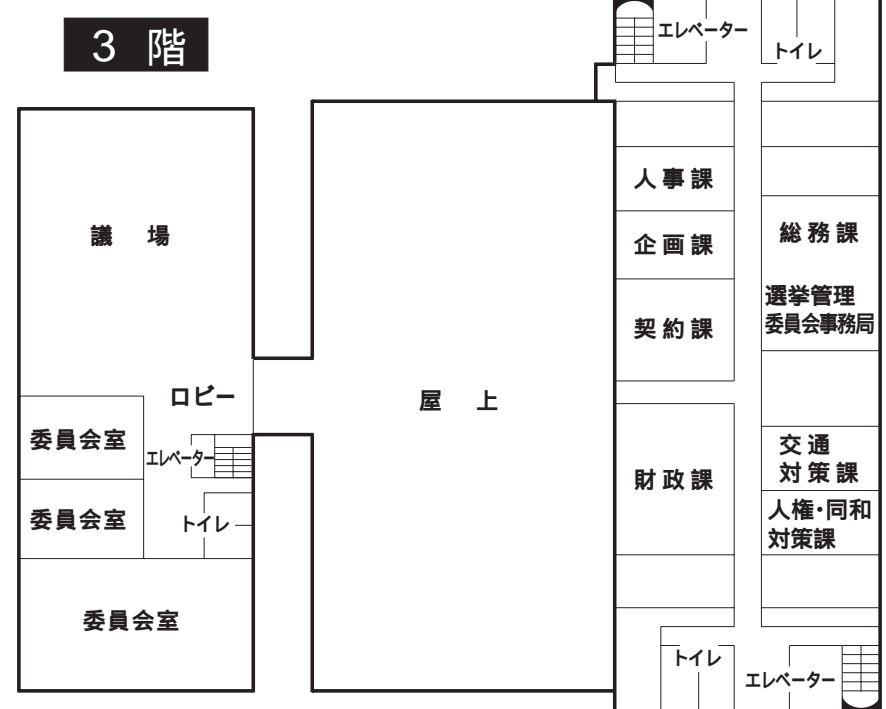 3 階
エレベーター
トイレ
人事課
企画課
契約課
財政課
総務課
選挙管理
委員会事務局
交通
対策課
人権・同和
対策課
トイレ
エレベーター
議 場
ロビー
屋 上
委員会室
エレベーター
委員会室
トイレ
委員会室